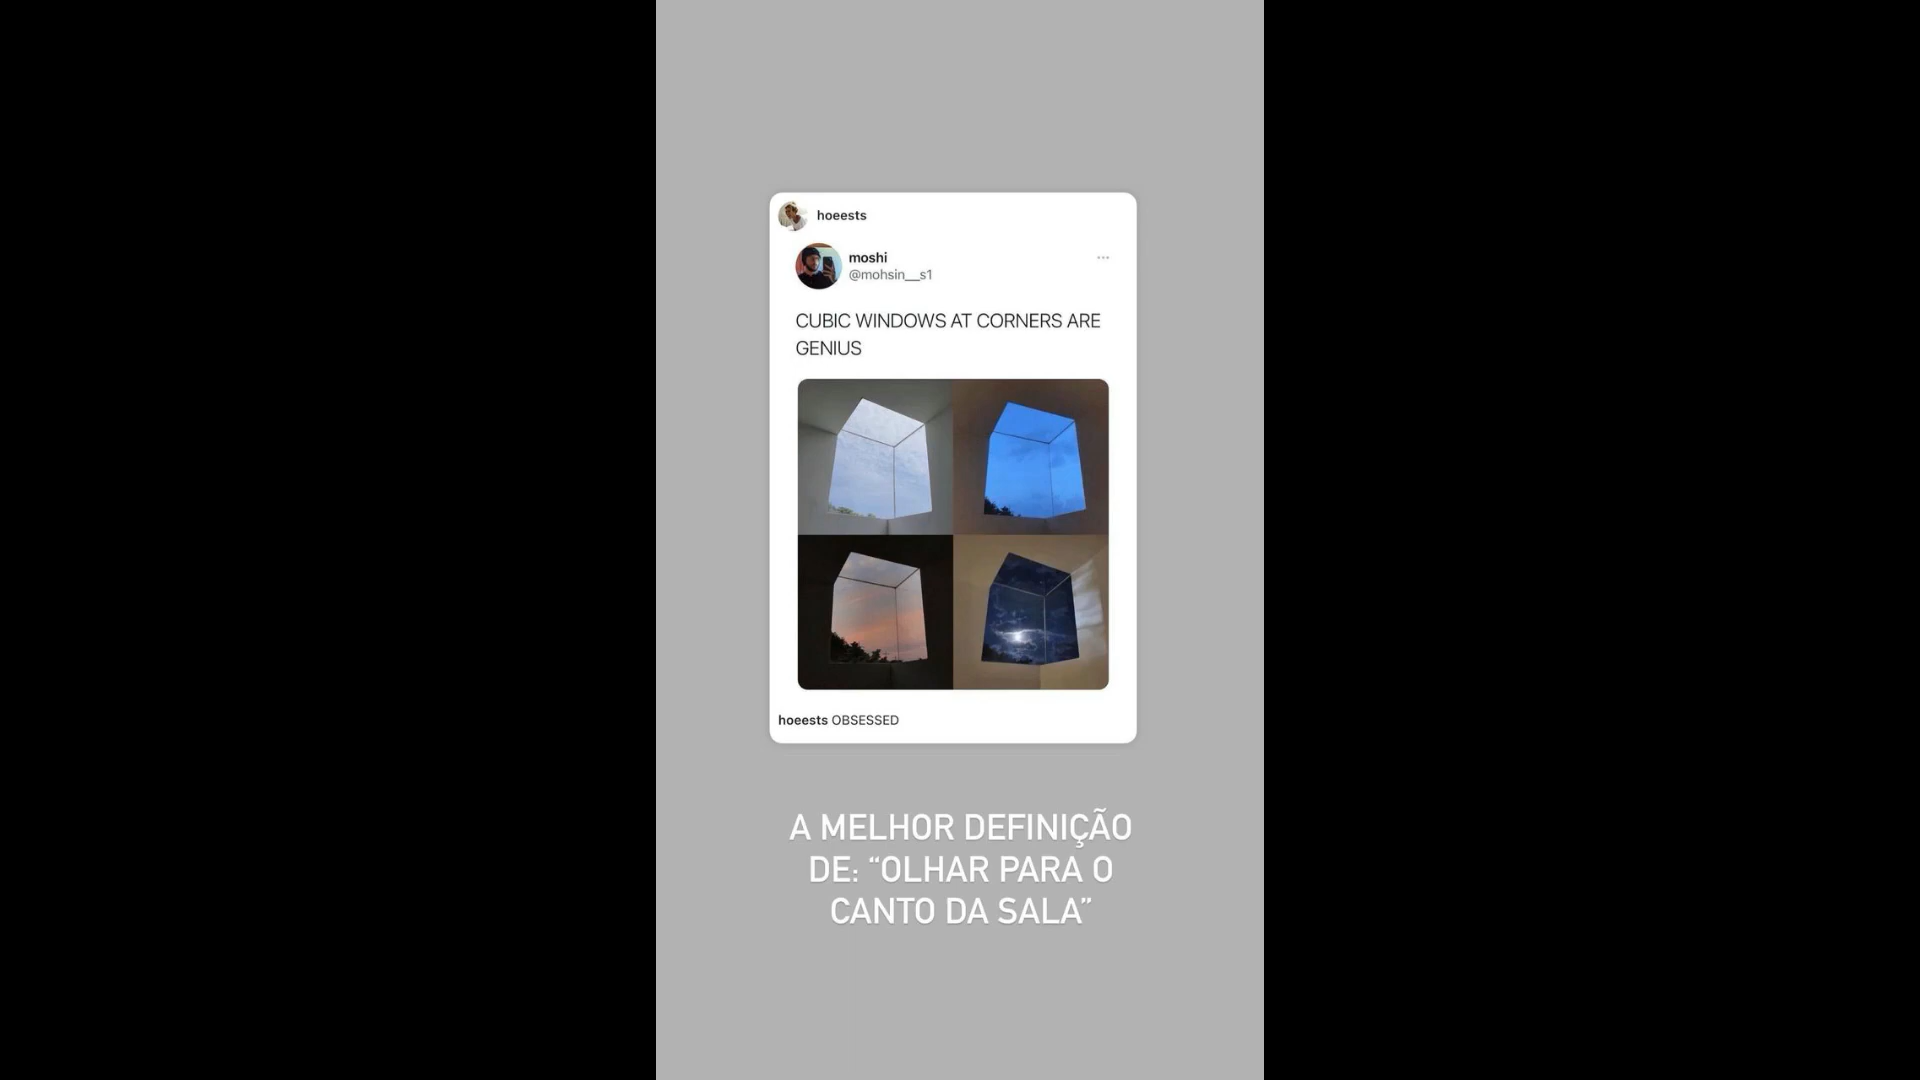 hoeests
moshi
@mohsin__s1
CUBIC WINDOWS AT CORNERS ARE
GENIUS
hoeests OBSESSED
A MELHOR DEFINIÇÃO
DE: “OLHAR PARA O
CANTO DA SALA”